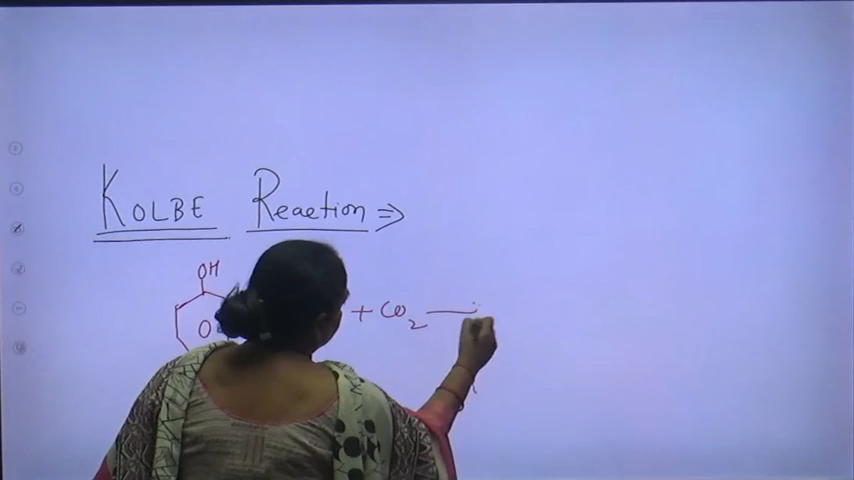 KOLBE Reaction ⇒
OH
+ CO2